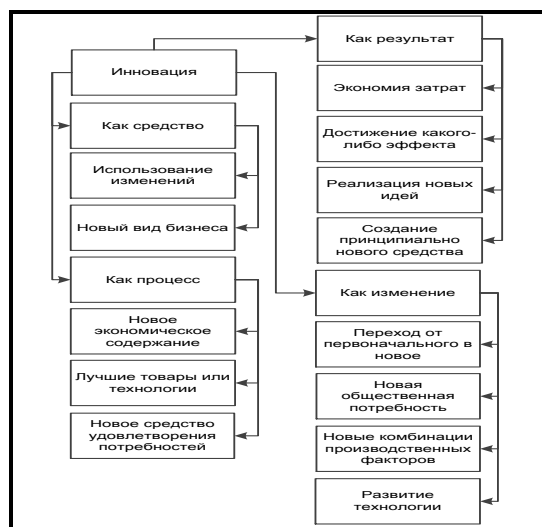 Инновация
Как средство
Использование
изменений
Новый вид бизнеса
Как процесс
Новое
экономическое
содержание
Лучшие товары или
технологии
Новое средство
удовлетворения
потребностей
Как результат
Экономия затрат
Достижение какого-
либо эффекта
Реализация новых
идей
Создание
принципиально
нового средства
Как изменение
Переход от
первоначального в
новое
Новая
общественная
потребность
Новые комбинации
производственных
факторов
Развитие
технологии